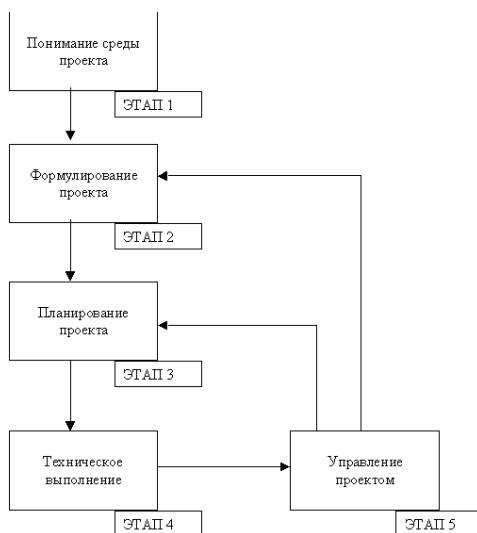 Понимание среды
проекта
ЭТАП 1
Формулирование
проекта
ЭТАП 2
Планирование
проекта
ЭТАП 3
Техническое
выполнение
ЭТАП 4
Управление
проектом
ЭТАП 5